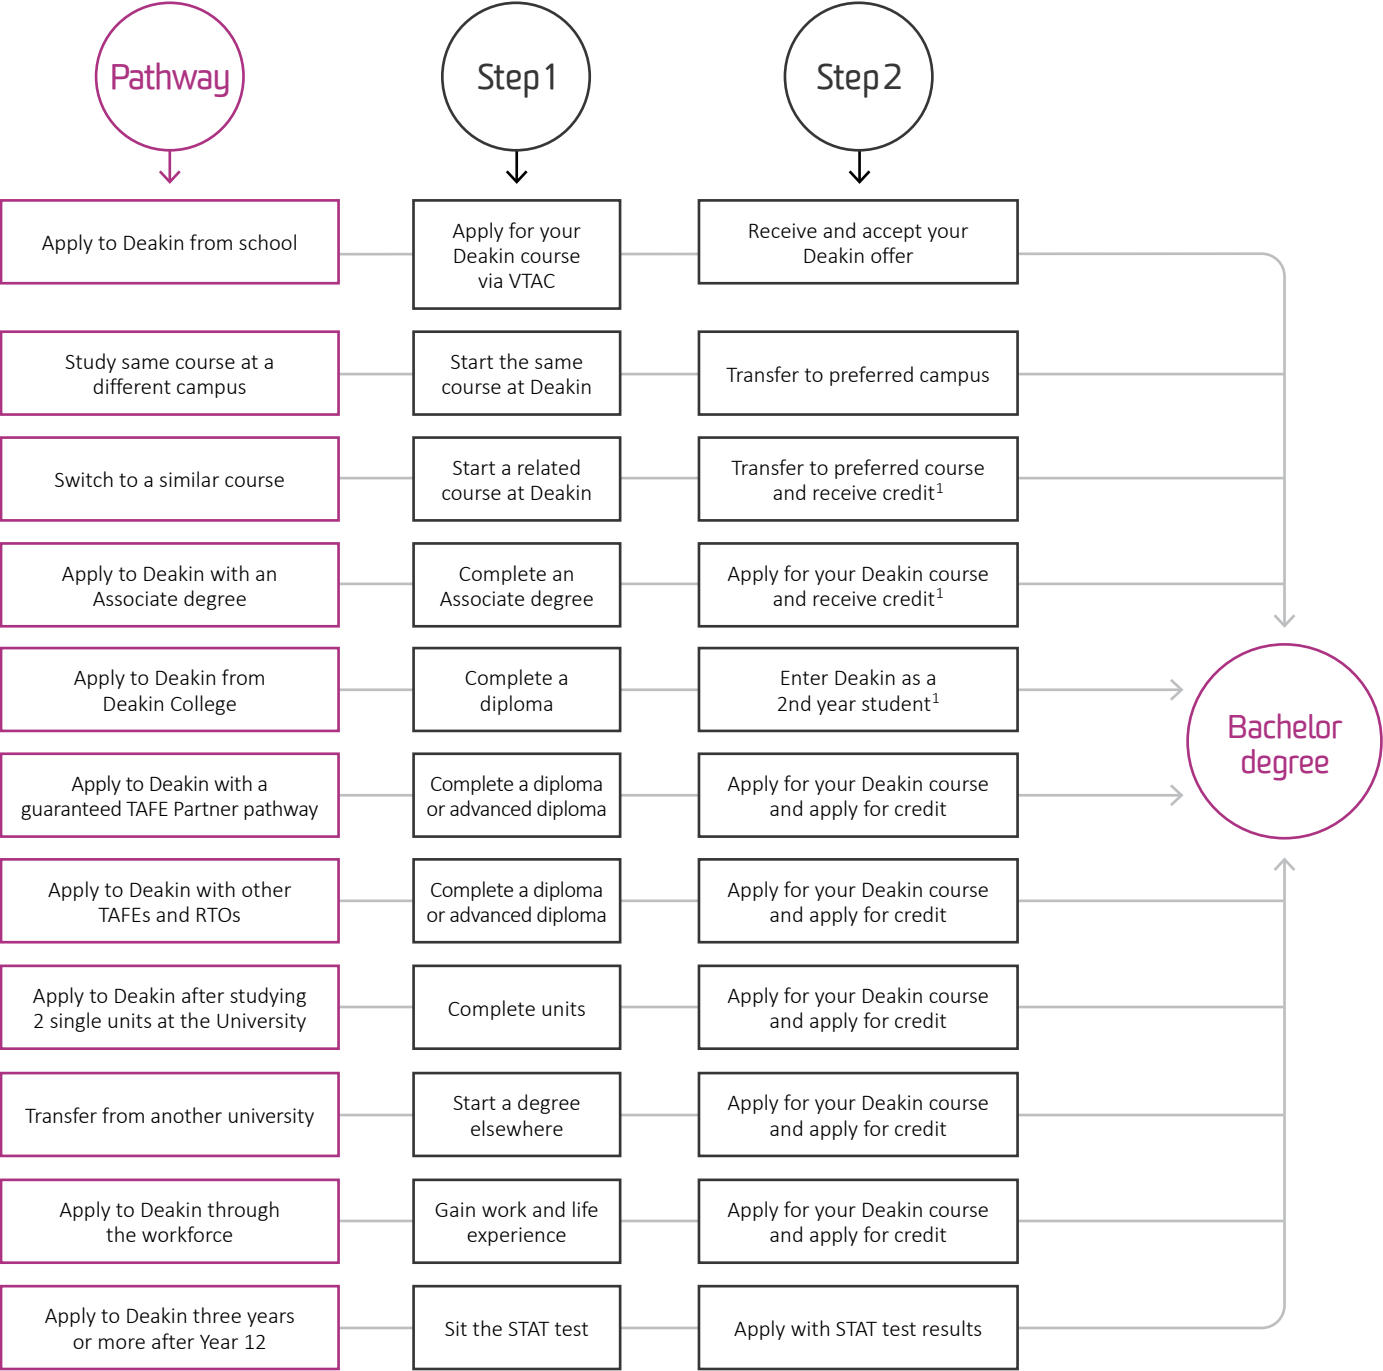 Pathway
Step 1
Step 2
Apply to Deakin from school
Apply for your
Deakin course
via VTAC
Receive and accept your
Deakin offer
Study same course at a
different campus
Start the same
course at Deakin
Transfer to preferred campus
Switch to a similar course
Start a related
course at Deakin
Transfer to preferred course
and receive credit¹
Apply to Deakin with an
Associate degree
Complete an
Associate degree
Apply for your Deakin course
and receive credit¹
Apply to Deakin from
Deakin College
Complete a
diploma
Enter Deakin as a
2nd year student¹
Bachelor
degree
Apply to Deakin with a
guaranteed TAFE Partner pathway
Complete a diploma
or advanced diploma
Apply for your Deakin course
and apply for credit
Apply to Deakin with other
TAFEs and RTOs
Complete a diploma
or advanced diploma
Apply for your Deakin course
and apply for credit
Apply to Deakin after studying
2 single units at the University
Complete units
Apply for your Deakin course
and apply for credit
Transfer from another university
Start a degree
elsewhere
Apply for your Deakin course
and apply for credit
Apply to Deakin through
the workforce
Gain work and life
experience
Apply for your Deakin course
and apply for credit
Apply to Deakin three years
or more after Year 12
Sit the STAT test
Apply with STAT test results